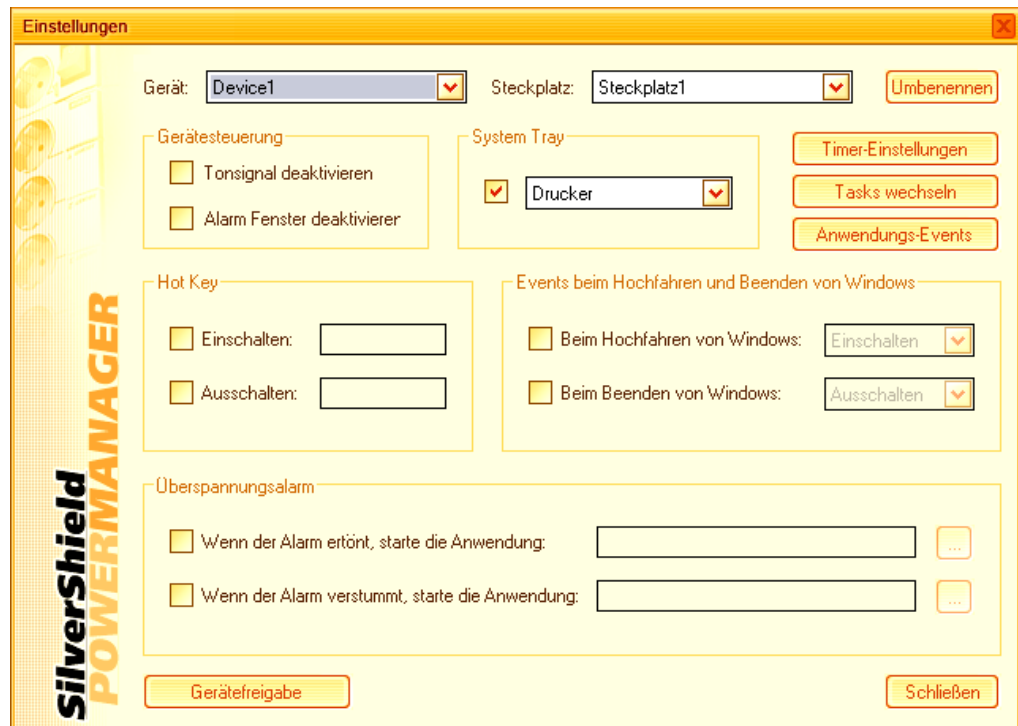 Einstellungen
Gerät: Device1 Steckplatz: Steckplatz1 Umbenennen
Gerätesteuerung
Tonsignal deaktivieren
Alarm Fenster deaktivierer
System Tray
Drucker
Timer-Einstellungen
Tasks wechseln
Anwendungs-Events
Hot Key
Einschalten:
Ausschalten:
Events beim Hochfahren und Beenden von Windows
Beim Hochfahren von Windows: Einschalten
Beim Beenden von Windows: Ausschalten
Überspannungsalarm
Wenn der Alarm ertönt, starte die Anwendung: ...
Wenn der Alarm verstummt, starte die Anwendung: ...
SilverShield
POWERMANAGER
Gerätefreigabe Schließen